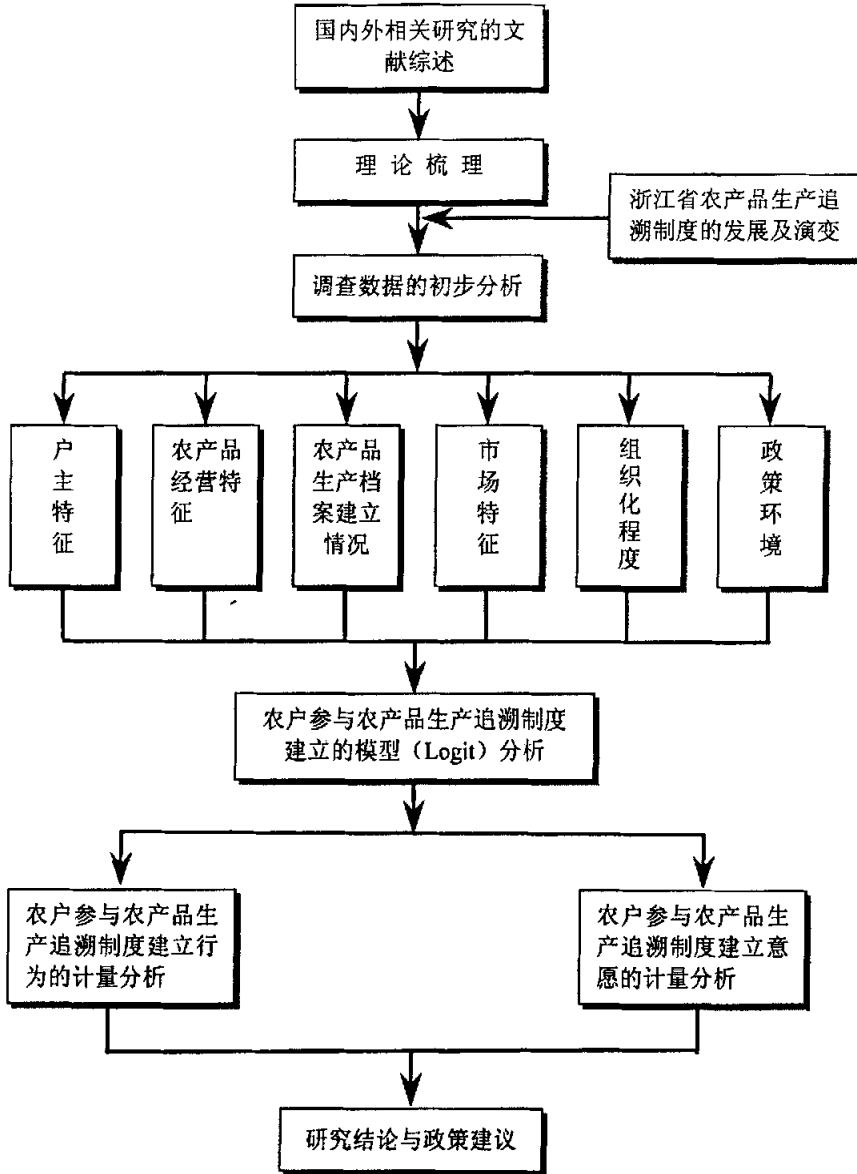 国内外相关研究的文
献综述
理论梳理
浙江省农产品生产追
溯制度的发展及演变
调查数据的初步分析
户主特征
农产品
经营特
征
农产品
生产档
案建立
情况
市场特征
组织化程度
政策环境
农户参与农产品生产追溯制度
建立的模型（Logit）分析
农户参与农产品生
产追溯制度建立行
为的计量分析
农户参与农产品生
产追溯制度建立意
愿的计量分析
研究结论与政策建议